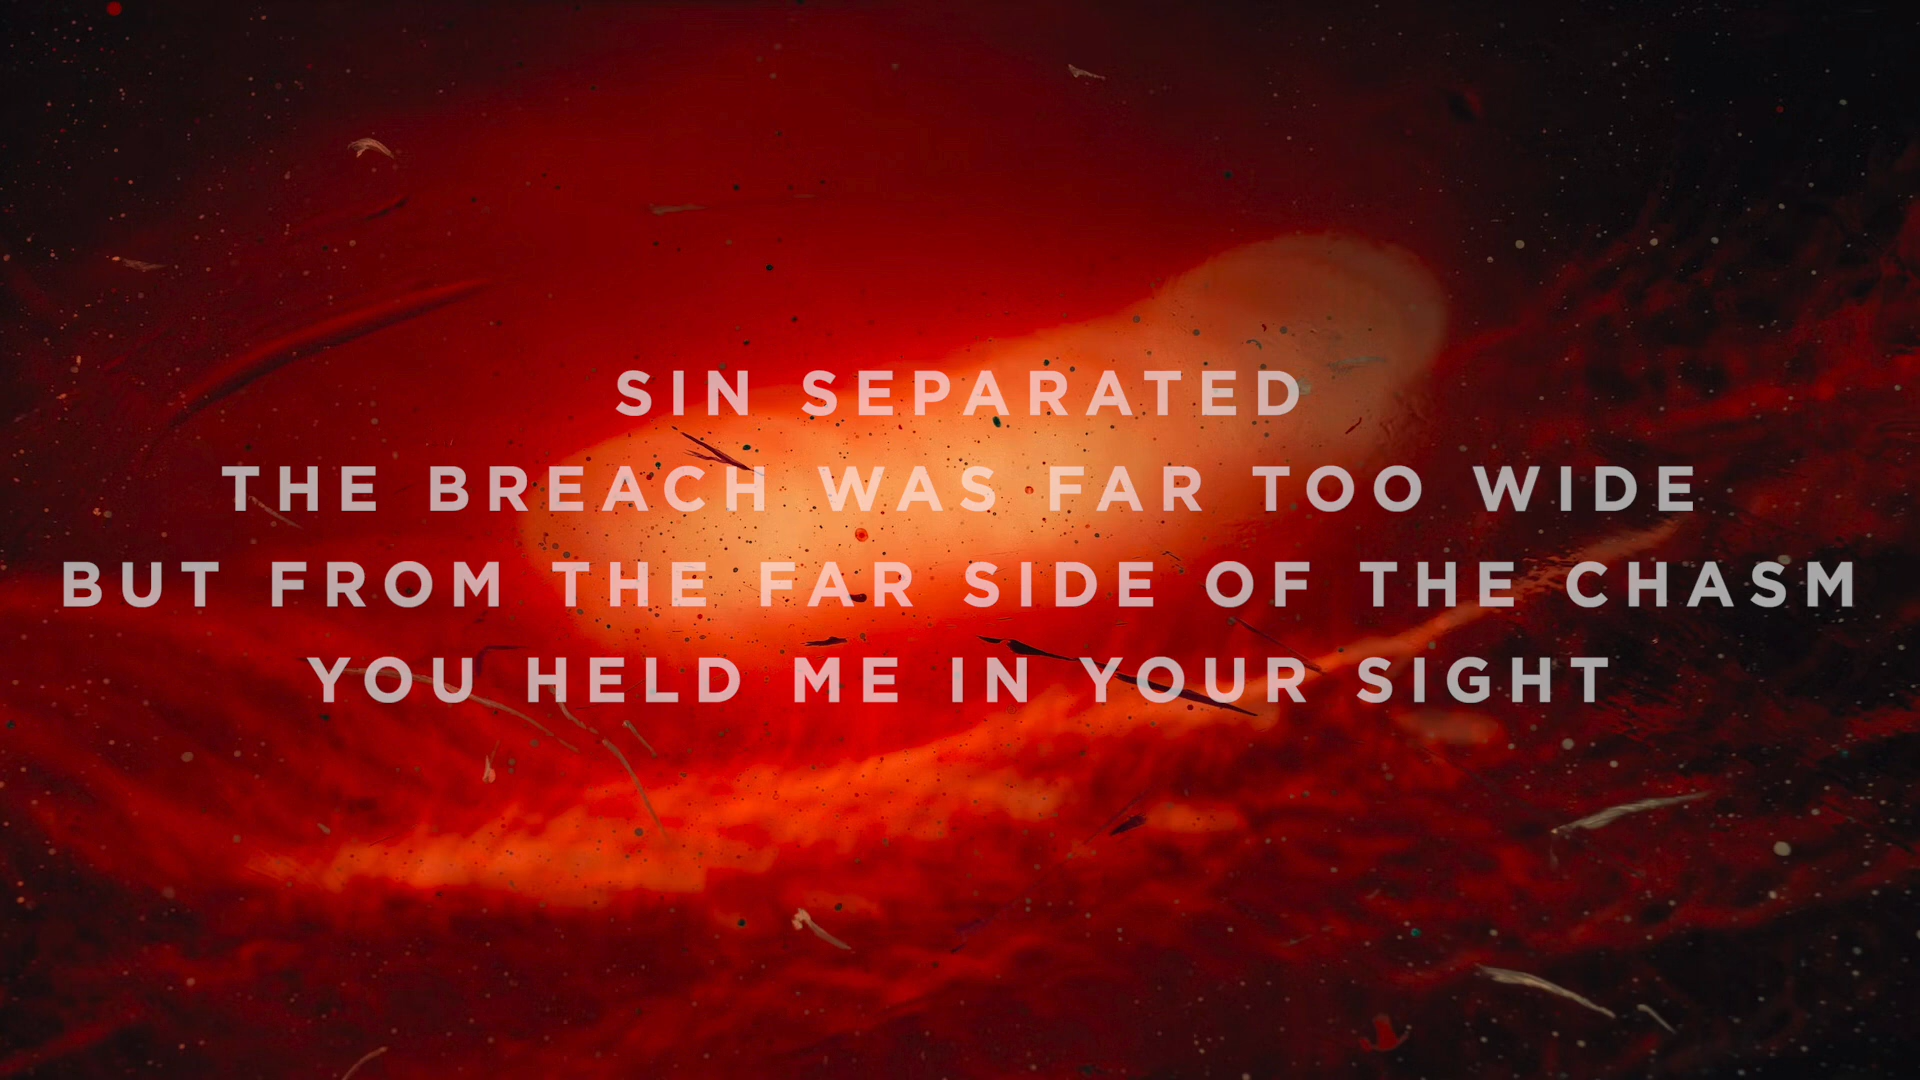 SIN SEPARATED
THE BREACH WAS FAR TOO WIDE
BUT FROM THE FAR SIDE OF THE CHASM
YOU HELD ME IN YOUR SIGHT